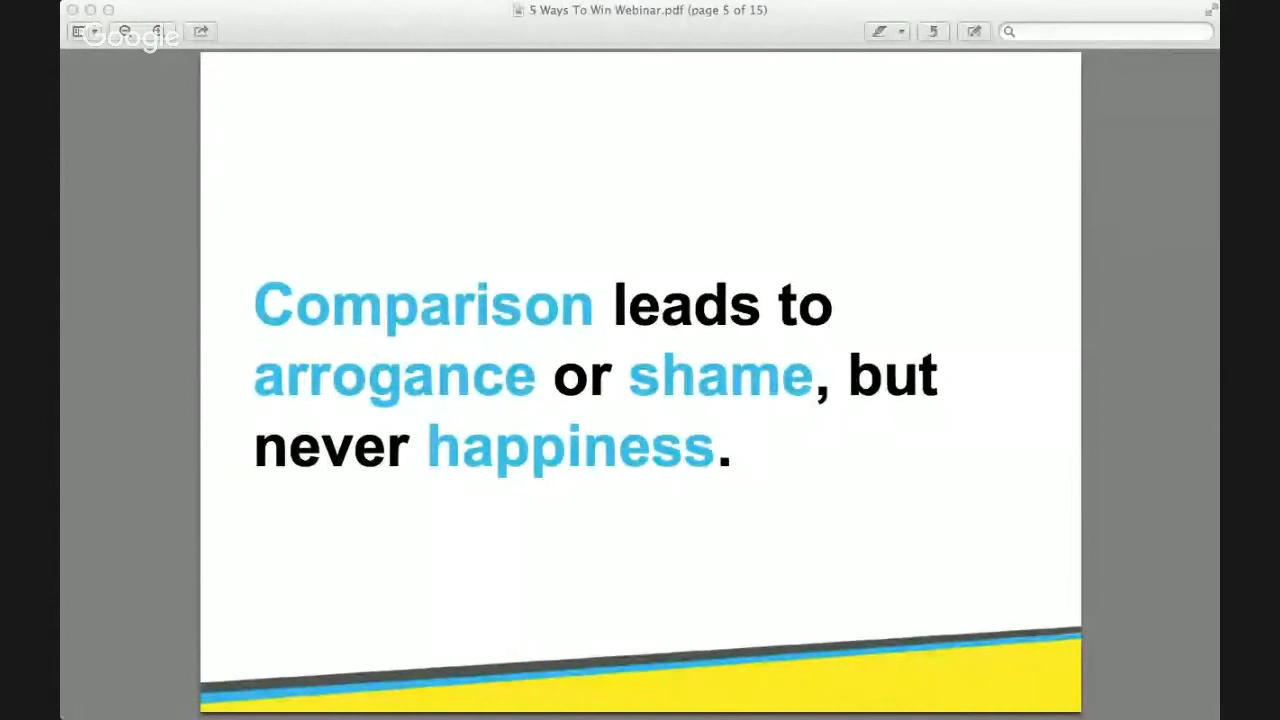 5 Ways To Win Webinar.pdf (page 5 of 15)
Google
Comparison leads to
arrogance or shame, but
never happiness.